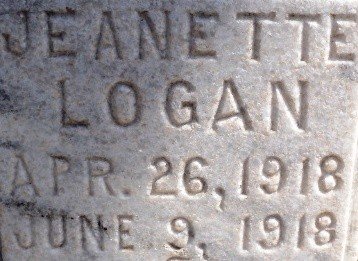 JEANETTE
LOGAN
APR. 26, 1918
JUNE 9, 1918